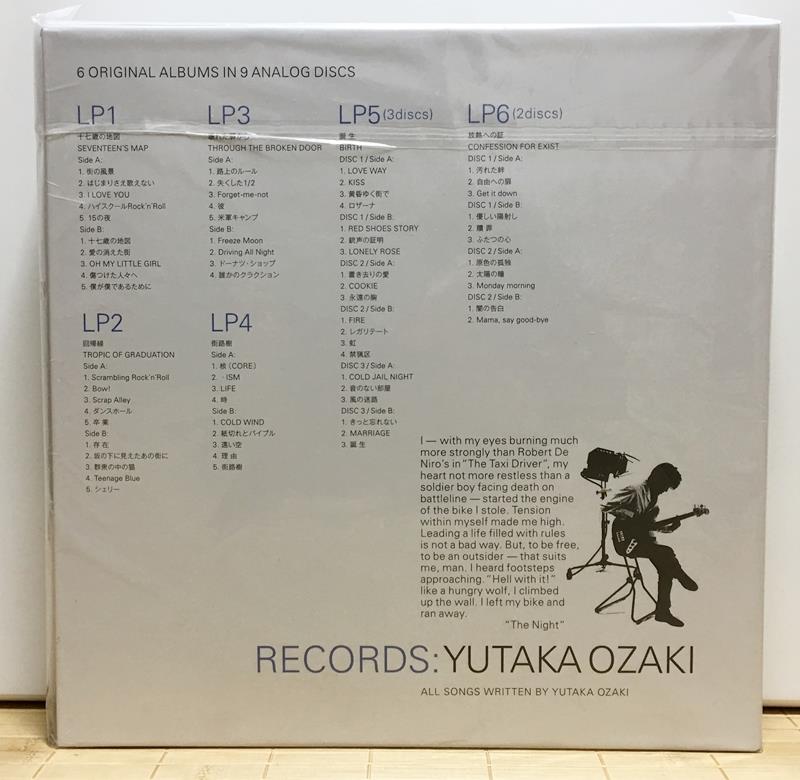 6 ORIGINAL ALBUMS IN 9 ANALOG DISCS
LP1
十七歳の地図
SEVENTEEN'S MAP
Side A:
1. 街の風景
2. はじまりさえ歌えない
3. I LOVE YOU
4. ハイスクールRock'n'Roll
5. 15の夜
Side B:
1. 十七歳の地図
2. 愛の消えた街
3. OH MY LITTLE GIRL
4. 傷つけた人々へ
5. 僕が僕であるために
LP2
回帰線
TROPIC OF GRADUATION
Side A:
1. Scrambling Rock'n'Roll
2. Bow!
3. Scrap Alley
4. ダンスホール
5. 卒業
Side B:
1. 存在
2. 坂の下に見えたあの街に
3. 群衆の中の猫
4. Teenage Blue
5. シェリー
LP3
壊れた扉から
THROUGH THE BROKEN DOOR
Side A:
1. 路上のルール
2. 失くした1/2
3. Forget-me-not
4. 彼
5. 米軍キャンプ
Side B:
1. Freeze Moon
2. Driving All Night
3. ドーナツ・ショップ
4. 誰かのクラクション
LP4
街路樹
Side A:
1. 核 (CORE)
2. ・ISM
3. LIFE
4. 時
Side B:
1. COLD WIND
2. 紙切れとバイブル
3. 遠い空
4. 理由
5. 街路樹
LP5 (3discs)
誕生
BIRTH
DISC 1 / Side A:
1. LOVE WAY
2. KISS
3. 黄昏ゆく街で
4. ロザーナ
DISC 1 / Side B:
1. RED SHOES STORY
2. 銃声の証明
3. LONELY ROSE
DISC 2 / Side A:
1. 置き去りの愛
2. COOKIE
3. 永遠の胸
DISC 2 / Side B:
1. FIRE
2. レガリテート
3. 虹
4. 禁猟区
DISC 3 / Side A:
1. COLD JAIL NIGHT
2. 音のない部屋
3. 風の迷路
DISC 3 / Side B:
1. きっと忘れない
2. MARRIAGE
3. 誕生
LP6 (2discs)
放熱への証
CONFESSION FOR EXIST
DISC 1 / Side A:
1. 汚れた絆
2. 自由への扉
3. Get it down
DISC 1 / Side B:
1. 優しい陽射し
2. 贖罪
3. ふたつの心
DISC 2 / Side A:
1. 原色の孤独
2. 太陽の瞳
3. Monday morning
DISC 2 / Side B:
1. 闇の告白
2. Mama, say good-bye
I — with my eyes burning much
more strongly than Robert De
Niro's in "The Taxi Driver", my
heart not more restless than a
soldier boy facing death on
battleline — started the engine
of the bike I stole. Tension
within myself made me high.
Leading a life filled with rules
is not a bad way. But, to be free,
to be an outsider — that suits
me, man. I heard footsteps
approaching. "Hell with it!"
like a hungry wolf, I climbed
up the wall. I left my bike and
ran away.
"The Night"
RECORDS: YUTAKA OZAKI
ALL SONGS WRITTEN BY YUTAKA OZAKI